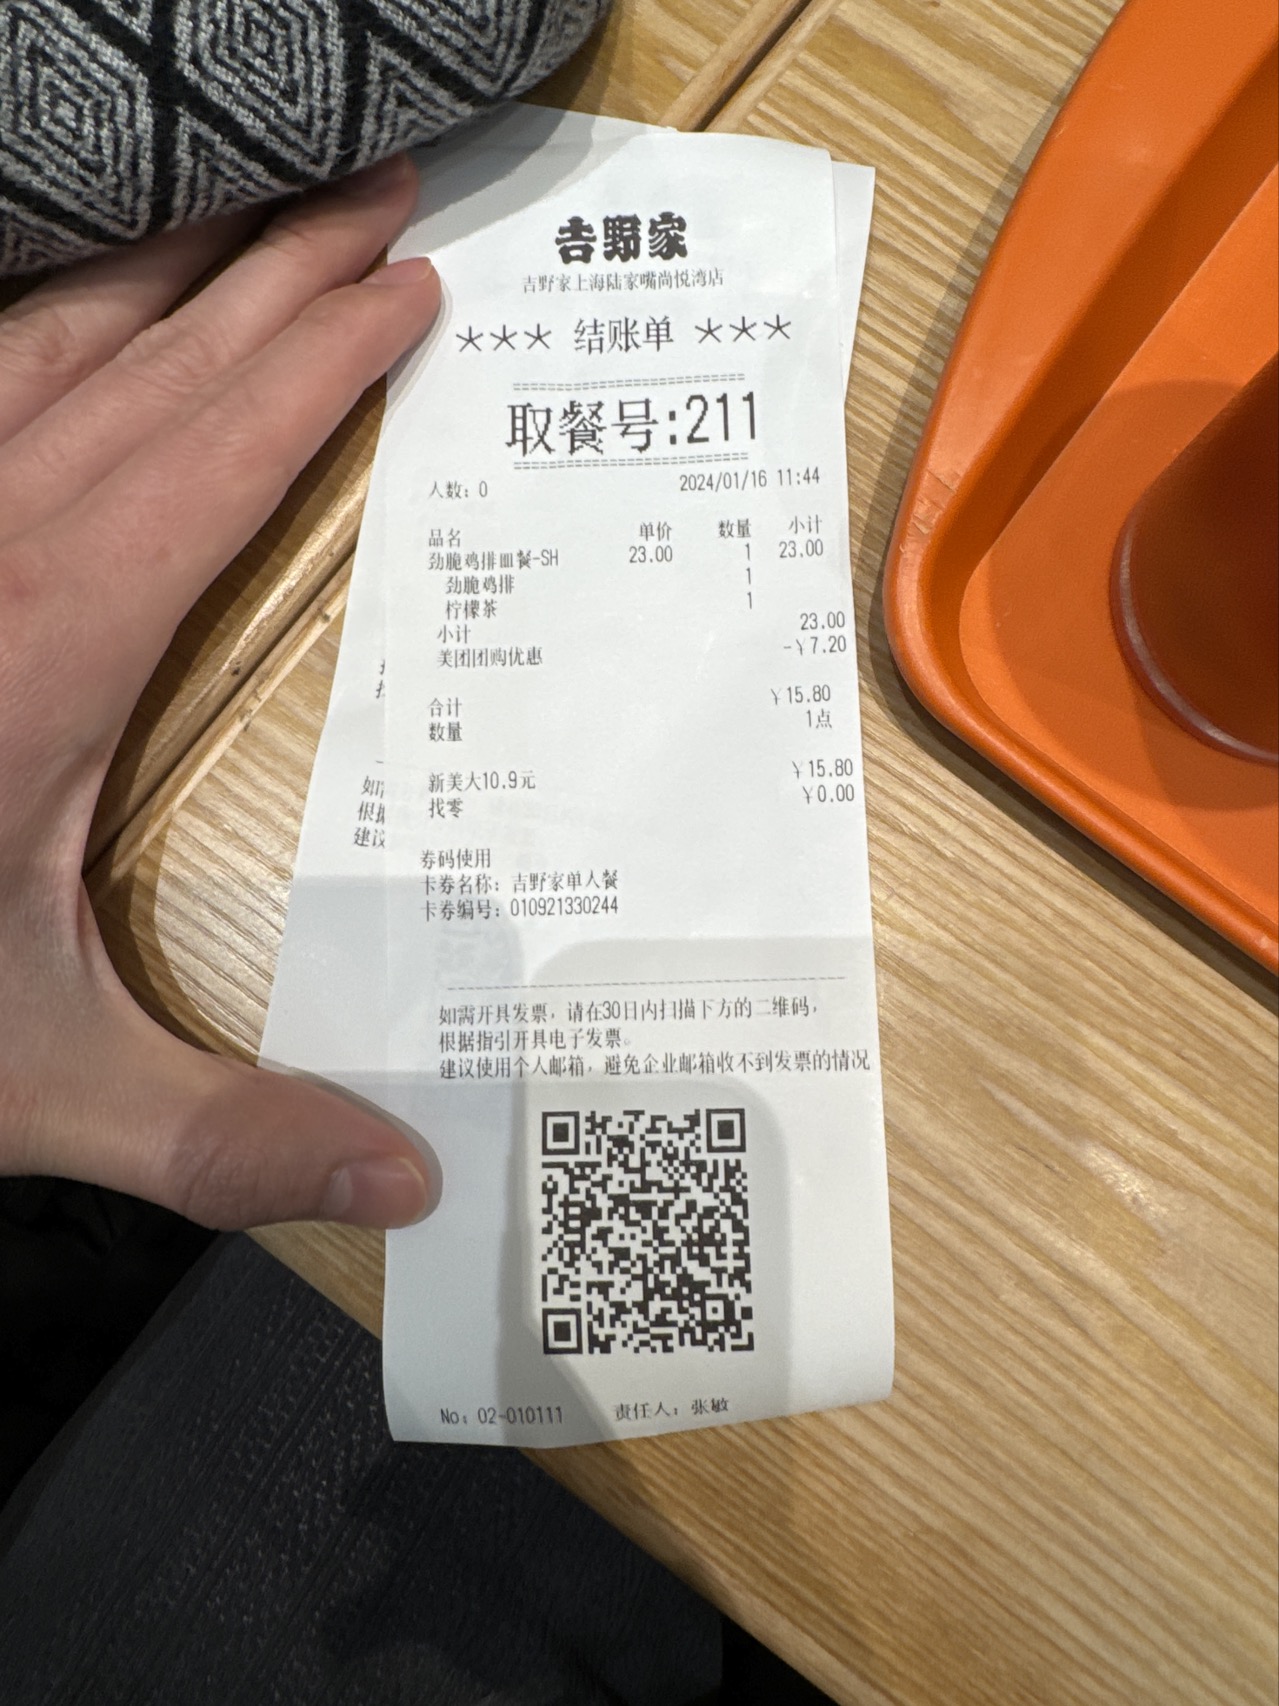 吉野家
吉野家上海陆家嘴尚悦湾店
*** 结账单 ***
取餐号:211
人数: 0 2024/01/16 11:44
品名 单价 数量 小计
劲脆鸡排皿餐-SH 23.00 1 23.00
劲脆鸡排 1
柠檬茶 1
小计 23.00
美团团购优惠 -¥7.20
合计 ¥15.80
数量 1点
新美大10.9元 ¥15.80
找零 ¥0.00
券码使用
卡券名称: 吉野家单人餐
卡券编号: 010921330244
如需开具发票，请在30日内扫描下方的二维码，
根据指引开具电子发票。
建议使用个人邮箱，避免企业邮箱收不到发票的情况
No: 02-010111 责任人: 张敏
如
根据
建议